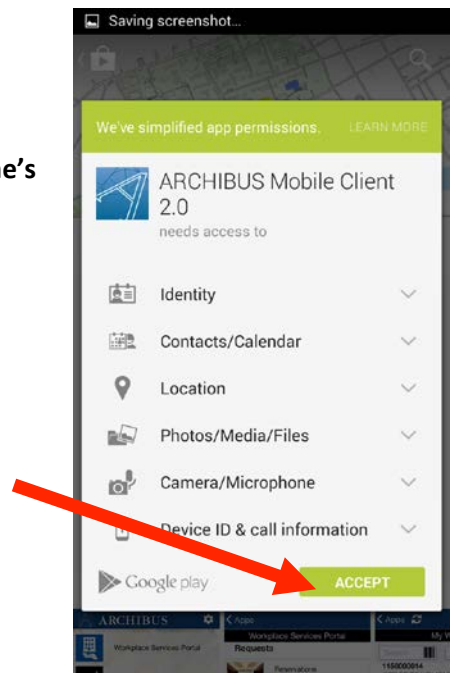 Saving screenshot...
We've simplified app permissions. LEARN MORE
e's
ARCHIBUS Mobile Client
2.0
needs access to
Identity
Contacts/Calendar
Location
Photos/Media/Files
Camera/Microphone
Device ID & call information
Google play
ACCEPT
ARCHIBUS
Apps
Apps
Workplace Services Portal
My W
Workplace Services Portal
Requests
Reservations
1150000914